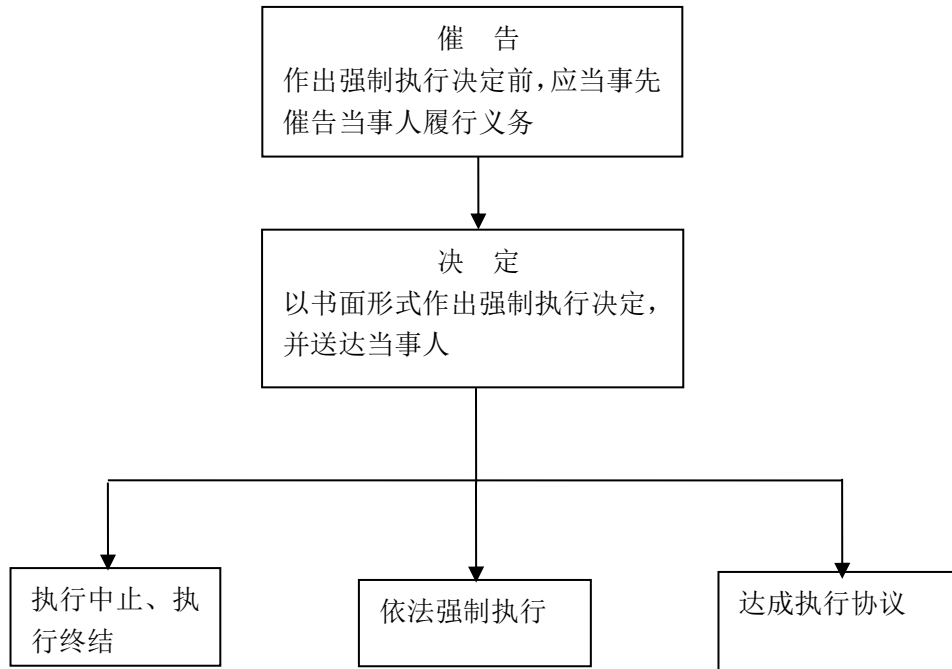 催 告
作出强制执行决定前,应当事先
催告当事人履行义务
决 定
以书面形式作出强制执行决定,
并送达当事人
执行中止、执
行终结
依法强制执行
达成执行协议